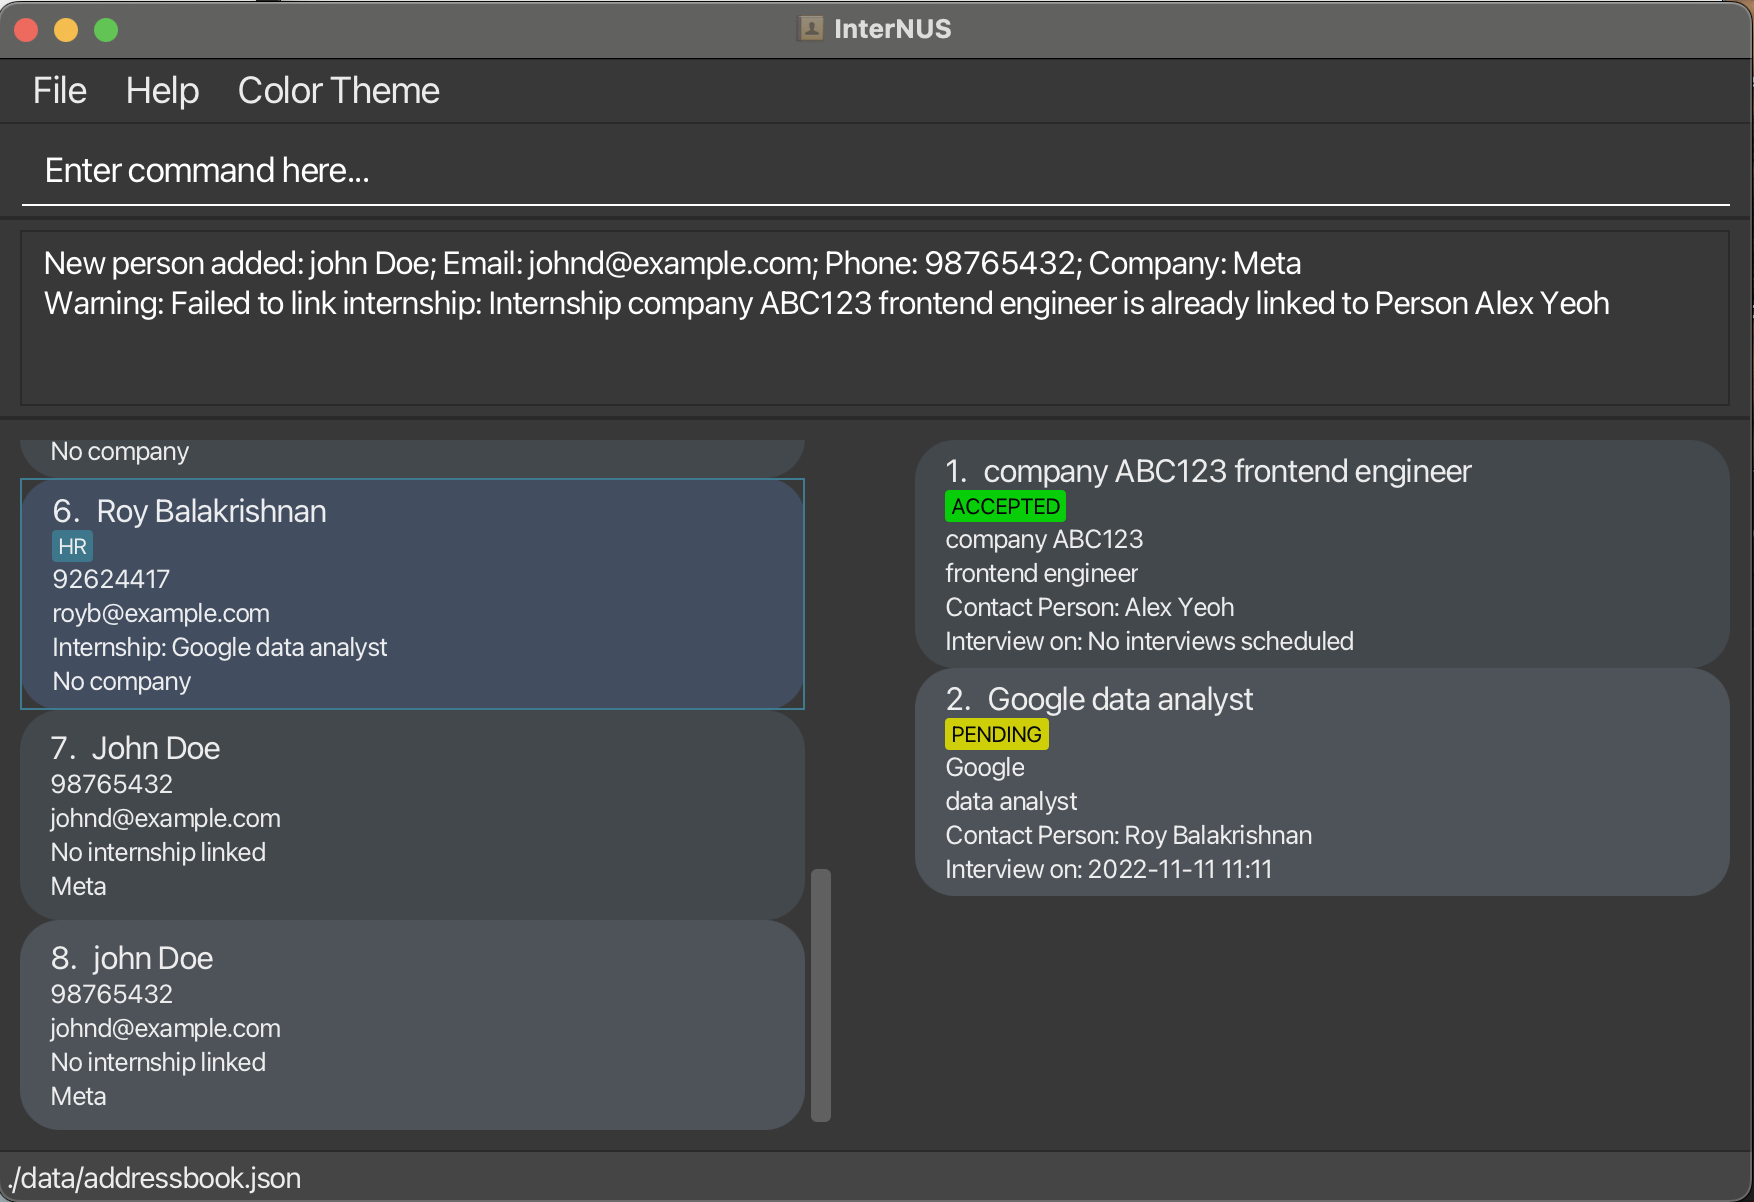 InterNUS
File Help Color Theme
Enter command here...
New person added: john Doe; Email: johnd@example.com; Phone: 98765432; Company: Meta
Warning: Failed to link internship: Internship company ABC123 frontend engineer is already linked to Person Alex Yeoh
No company
6. Roy Balakrishnan
HR
92624417
royb@example.com
Internship: Google data analyst
No company
7. John Doe
98765432
johnd@example.com
No internship linked
Meta
8. john Doe
98765432
johnd@example.com
No internship linked
Meta
1. company ABC123 frontend engineer
ACCEPTED
company ABC123
frontend engineer
Contact Person: Alex Yeoh
Interview on: No interviews scheduled
2. Google data analyst
PENDING
Google
data analyst
Contact Person: Roy Balakrishnan
Interview on: 2022-11-11 11:11
./data/addressbook.json